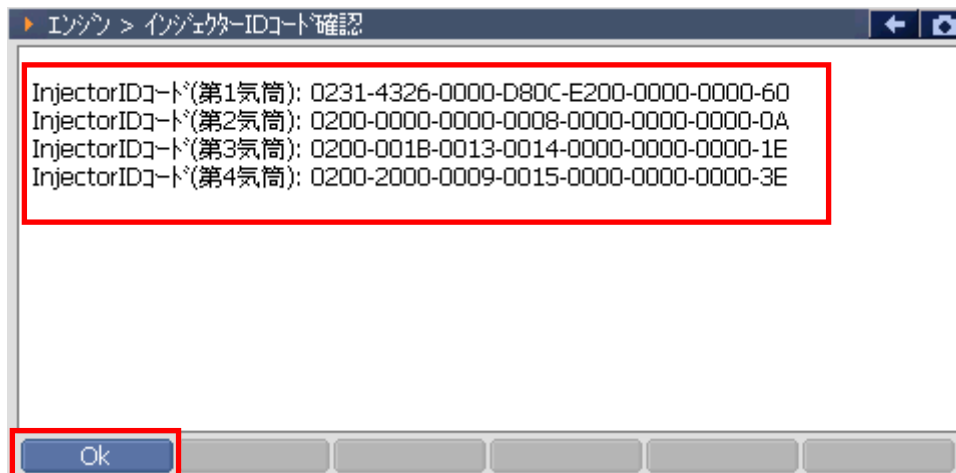 エンジン > インジェクターIDコード確認
InjectorIDコード(第1気筒): 0231-4326-0000-D80C-E200-0000-0000-60
InjectorIDコード(第2気筒): 0200-0000-0000-0008-0000-0000-0000-0A
InjectorIDコード(第3気筒): 0200-001B-0013-0014-0000-0000-0000-1E
InjectorIDコード(第4気筒): 0200-2000-0009-0015-0000-0000-0000-3E
Ok